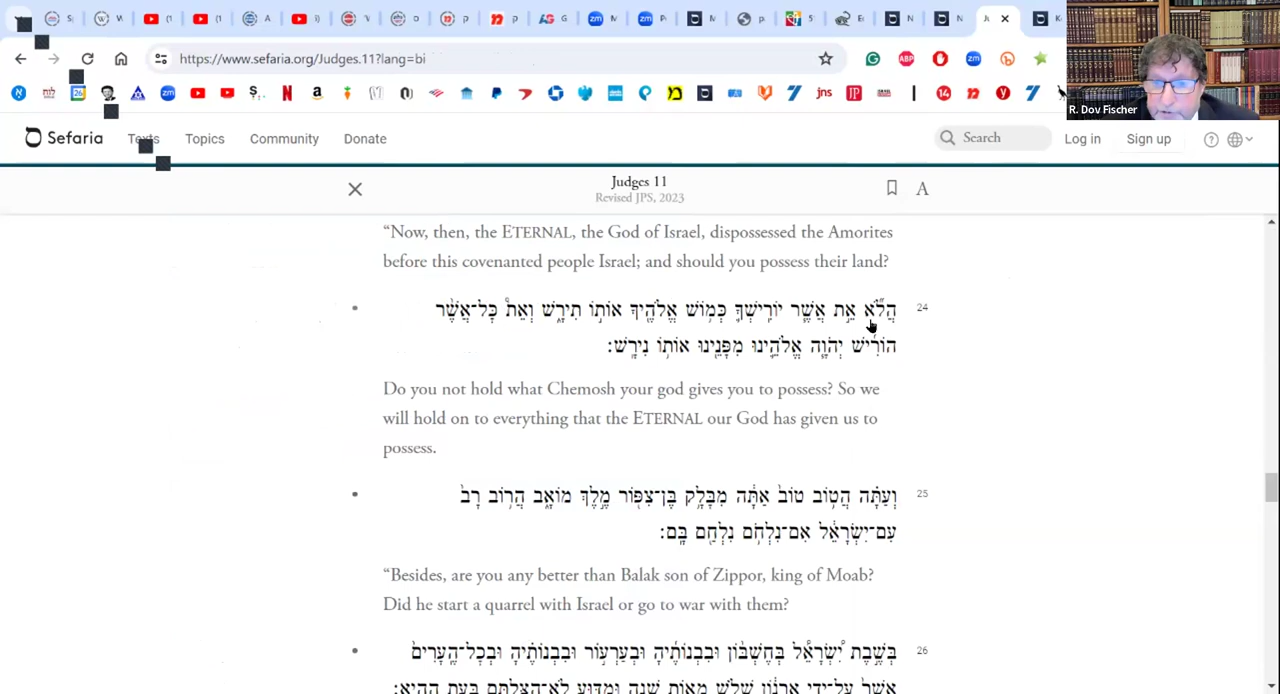 https://www.sefaria.org/Judges.11?lang=bi
jns
R. Dov Fischer
Sefaria
Texts
Topics
Community
Donate
Search
Log in
Sign up
Judges 11
Revised JPS, 2023
A
“Now, then, the ETERNAL, the God of Israel, dispossessed the Amorites
before this covenanted people Israel; and should you possess their land?
24
הֲלֹ֞א אֵ֣ת אֲשֶׁ֧ר יוֹרִֽישְׁךָ֛ כְּמ֥וֹשׁ אֱלֹהֶ֖יךָ אוֹת֣וֹ תִירָ֑שׁ וְאֵת֩ כׇּל־אֲשֶׁ֨ר
הוֹרִ֜ישׁ יְהֹוָ֧ה אֱלֹהֵ֛ינוּ מִפָּנֵ֖ינוּ אוֹת֥וֹ נִירָֽשׁ׃
Do you not hold what Chemosh your god gives you to possess? So we
will hold on to everything that the ETERNAL our God has given us to
possess.
25
וְעַתָּ֗ה הֲט֥וֹב טוֹב֙ אַתָּ֔ה מִבָּלָ֥ק בֶּן־צִפּ֖וֹר מֶ֣לֶךְ מוֹאָ֑ב הֲר֥וֹב רָב֙
עִם־יִשְׂרָאֵ֔ל אִם־נִלְחֹ֥ם נִלְחַ֖ם בָּֽם׃
“Besides, are you any better than Balak son of Zippor, king of Moab?
Did he start a quarrel with Israel or go to war with them?
26
בְּשֶׁ֣בֶת יִ֠שְׂרָאֵ֠ל בְּחֶשְׁבּ֨וֹן וּבִבְנוֹתֶ֜יהָ וּבְעַרְע֣וֹר וּבִבְנוֹתֶ֗יהָ וּבְכׇל־הֶֽעָרִים֙
אֲשֶׁר֙ עַל־יְדֵ֣י אַרְנ֔וֹן שְׁלֹ֥שׁ מֵא֖וֹת שָׁנָ֑ה וּמַדּ֥וּעַ לֹֽא־הִצַּלְתֶּ֖ם בָּעֵ֥ת הַהִֽיא׃